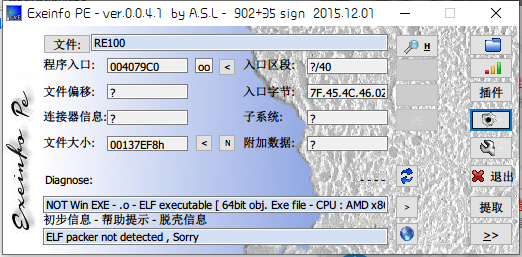 Exeinfo PE - ver.0.0.4.1 by A.S.L - 902+35 sign 2015.12.01
文件: RE100 H
程序入口: 004079C0 oo < 入口区段: ?/40
文件偏移: ? 入口字节: 7F.45.4C.46.02 插件
连接器信息: ? 子系统: ? PE
文件大小: 00137EF8h < N 附加数据: ?
Diagnose: ---- 退出
NOT Win EXE - .o - ELF executable [ 64bit obj. Exe file - CPU : AMD x86 > 提取
初步信息 - 帮助提示 - 脱壳信息
ELF packer not detected , Sorry >>
Exeinfo Pe